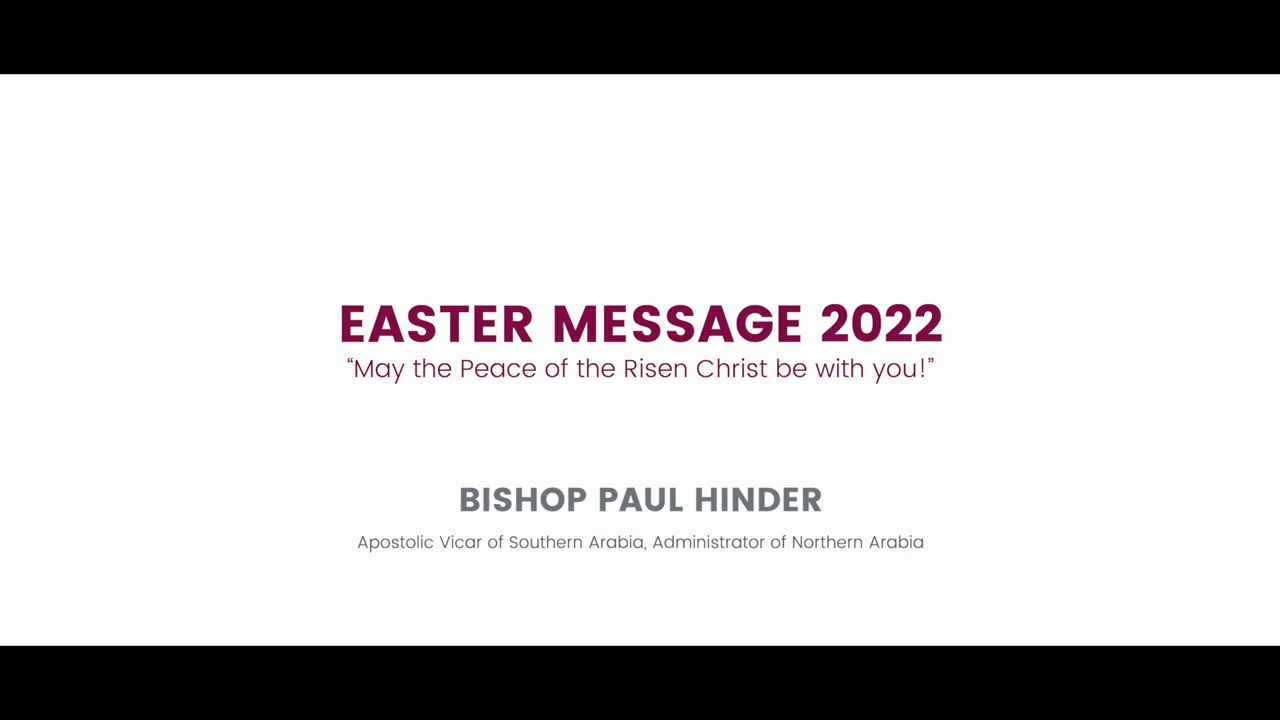 EASTER MESSAGE 2022
“May the Peace of the Risen Christ be with you!”
BISHOP PAUL HINDER
Apostolic Vicar of Southern Arabia, Administrator of Northern Arabia